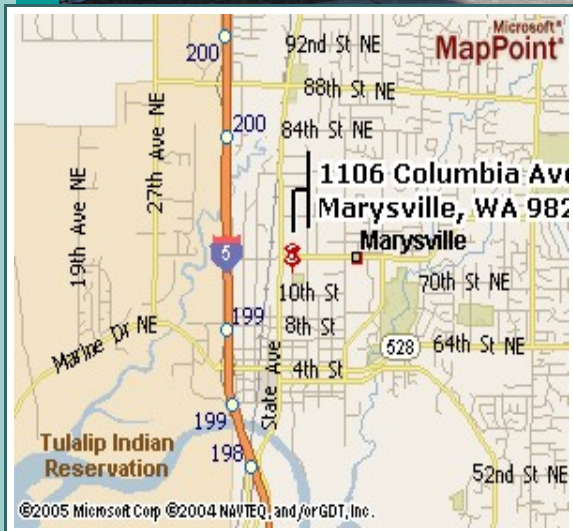 92nd St NE
Microsoft®
MapPoint®
200
88th St NE
200
84th St NE
27th Ave NE
19th Ave NE
1106 Columbia Ave
Marysville, WA 982
Marysville
5
10th St
70th St NE
199
8th St
Marine Dr NE
528
64th St NE
4th St
State Ave
199
Tulalip Indian
Reservation
198
52nd St NE
©2005 Microsoft Corp ©2004 NAVTEQ, and/or GDT, Inc.